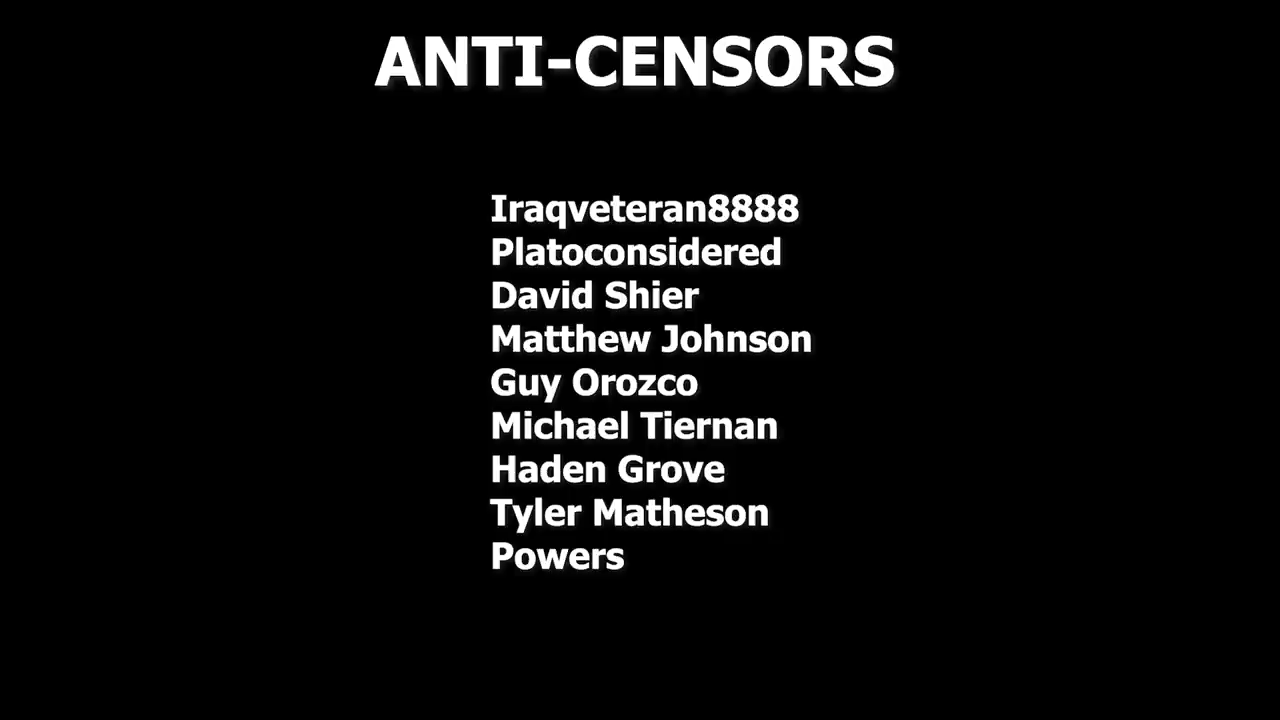 ANTI-CENSORS
Iraqveteran8888
Platoconsidered
David Shier
Matthew Johnson
Guy Orozco
Michael Tiernan
Haden Grove
Tyler Matheson
Powers